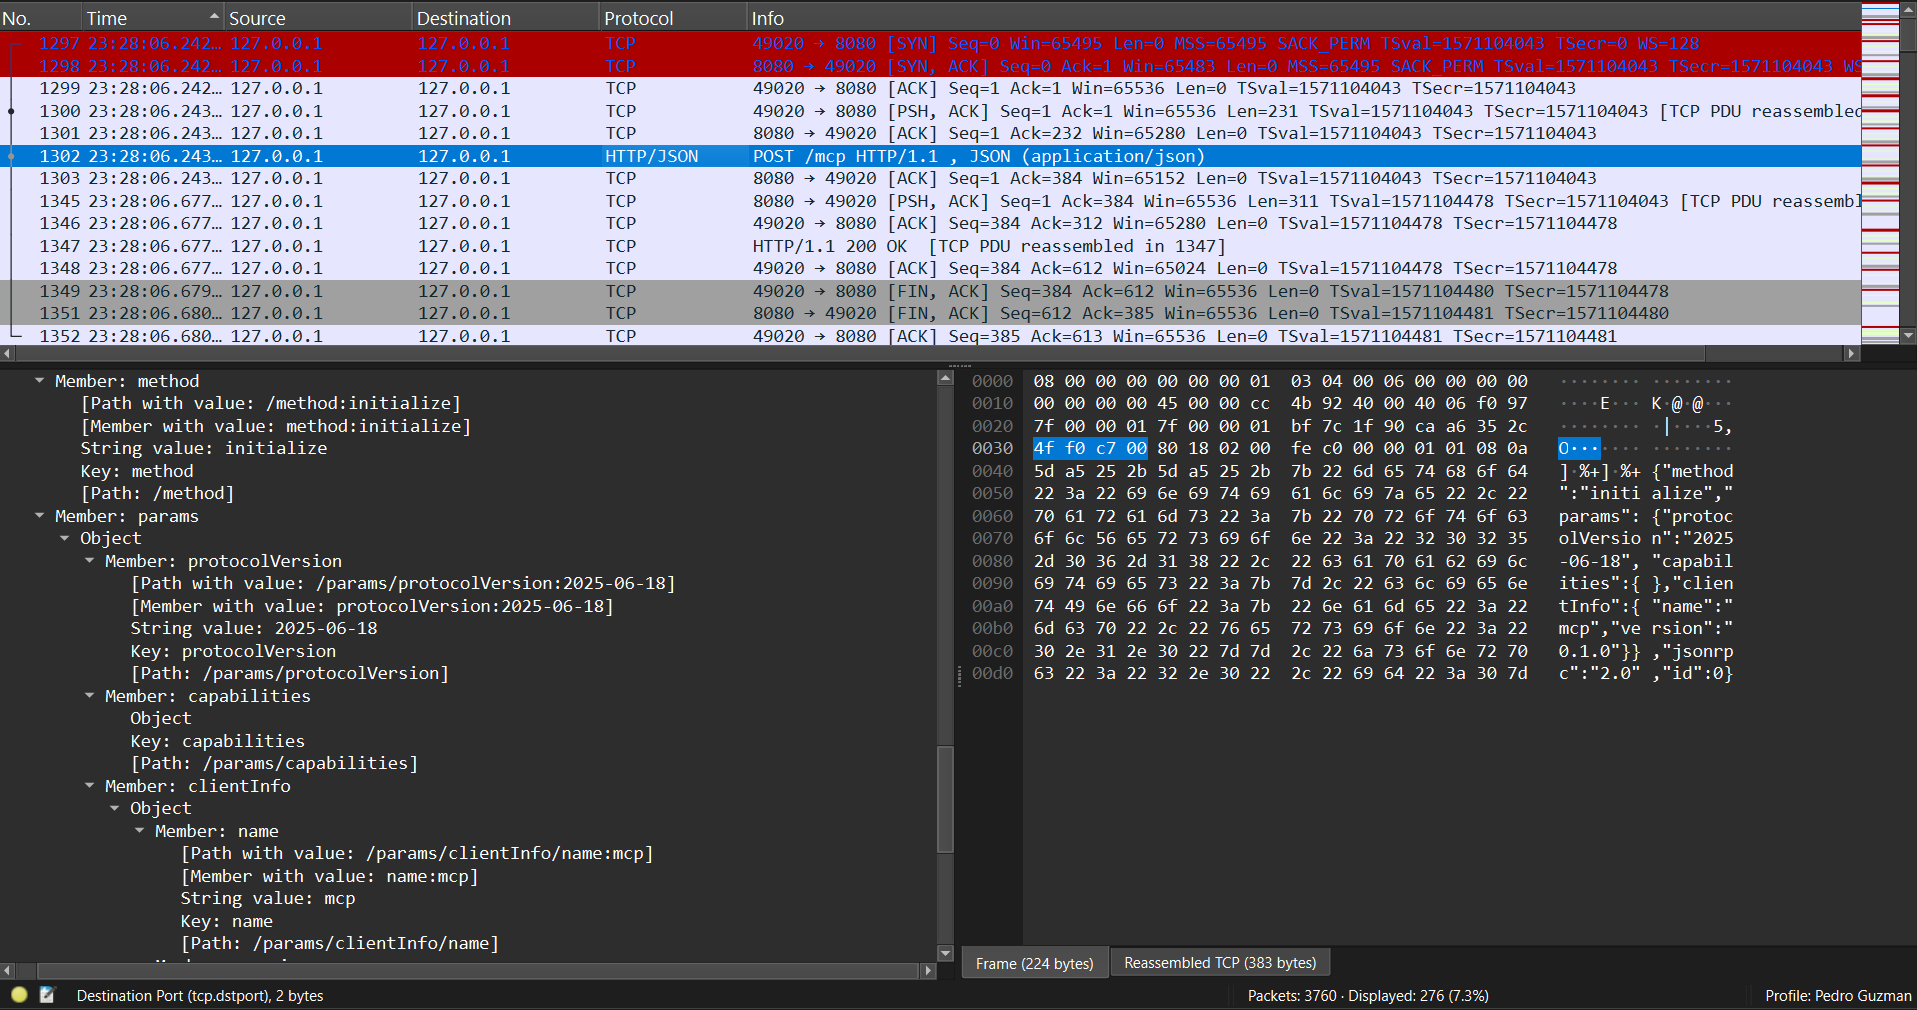 No. Time Source Destination Protocol Info
1297 23:28:06.242… 127.0.0.1 127.0.0.1 TCP 49020 → 8080 [SYN] Seq=0 Win=65495 Len=0 MSS=65495 SACK_PERM TSval=1571104043 TSecr=0 WS=128
1298 23:28:06.242… 127.0.0.1 127.0.0.1 TCP 8080 → 49020 [SYN, ACK] Seq=0 Ack=1 Win=65483 Len=0 MSS=65495 SACK_PERM TSval=1571104043 TSecr=1571104043 WS
1299 23:28:06.242… 127.0.0.1 127.0.0.1 TCP 49020 → 8080 [ACK] Seq=1 Ack=1 Win=65536 Len=0 TSval=1571104043 TSecr=1571104043
1300 23:28:06.243… 127.0.0.1 127.0.0.1 TCP 49020 → 8080 [PSH, ACK] Seq=1 Ack=1 Win=65536 Len=231 TSval=1571104043 TSecr=1571104043 [TCP PDU reassembled
1301 23:28:06.243… 127.0.0.1 127.0.0.1 TCP 8080 → 49020 [ACK] Seq=1 Ack=232 Win=65280 Len=0 TSval=1571104043 TSecr=1571104043
1302 23:28:06.243… 127.0.0.1 127.0.0.1 HTTP/JSON POST /mcp HTTP/1.1 , JSON (application/json)
1303 23:28:06.243… 127.0.0.1 127.0.0.1 TCP 8080 → 49020 [ACK] Seq=1 Ack=384 Win=65152 Len=0 TSval=1571104043 TSecr=1571104043
1345 23:28:06.677… 127.0.0.1 127.0.0.1 TCP 8080 → 49020 [PSH, ACK] Seq=1 Ack=384 Win=65536 Len=311 TSval=1571104478 TSecr=1571104043 [TCP PDU reassembl
1346 23:28:06.677… 127.0.0.1 127.0.0.1 TCP 49020 → 8080 [ACK] Seq=384 Ack=312 Win=65280 Len=0 TSval=1571104478 TSecr=1571104478
1347 23:28:06.677… 127.0.0.1 127.0.0.1 TCP HTTP/1.1 200 OK [TCP PDU reassembled in 1347]
1348 23:28:06.677… 127.0.0.1 127.0.0.1 TCP 49020 → 8080 [ACK] Seq=384 Ack=612 Win=65024 Len=0 TSval=1571104478 TSecr=1571104478
1349 23:28:06.679… 127.0.0.1 127.0.0.1 TCP 49020 → 8080 [FIN, ACK] Seq=384 Ack=612 Win=65536 Len=0 TSval=1571104480 TSecr=1571104478
1351 23:28:06.680… 127.0.0.1 127.0.0.1 TCP 8080 → 49020 [FIN, ACK] Seq=612 Ack=385 Win=65536 Len=0 TSval=1571104481 TSecr=1571104480
1352 23:28:06.680… 127.0.0.1 127.0.0.1 TCP 49020 → 8080 [ACK] Seq=385 Ack=613 Win=65536 Len=0 TSval=1571104481 TSecr=1571104481
Member: method
[Path with value: /method:initialize]
[Member with value: method:initialize]
String value: initialize
Key: method
[Path: /method]
Member: params
Object
Member: protocolVersion
[Path with value: /params/protocolVersion:2025-06-18]
[Member with value: protocolVersion:2025-06-18]
String value: 2025-06-18
Key: protocolVersion
[Path: /params/protocolVersion]
Member: capabilities
Object
Key: capabilities
[Path: /params/capabilities]
Member: clientInfo
Object
Member: name
[Path with value: /params/clientInfo/name:mcp]
[Member with value: name:mcp]
String value: mcp
Key: name
[Path: /params/clientInfo/name]
0000 08 00 00 00 00 00 00 01 03 04 00 06 00 00 00 00 ········ ········
0010 00 00 00 00 45 00 00 cc 4b 92 40 00 40 06 f0 97 ····E··· K·@·@···
0020 7f 00 00 01 7f 00 00 01 bf 7c 1f 90 ca a6 35 2c ········ ·|····5,
0030 4f f0 c7 00 80 18 02 00 fe c0 00 00 01 01 08 0a O······· ········
0040 5d a5 25 2b 5d a5 25 2b 7b 22 6d 65 74 68 6f 64 ]·%+]·%+ {"method
0050 22 3a 22 69 6e 69 74 69 61 6c 69 7a 65 22 2c 22 ":"initi alize","
0060 70 61 72 61 6d 73 22 3a 7b 22 70 72 6f 74 6f 63 params": {"protoc
0070 6f 6c 56 65 72 73 69 6f 6e 22 3a 22 32 30 32 35 olVersio n":"2025
0080 2d 30 36 2d 31 38 22 2c 22 63 61 70 61 62 69 6c -06-18", "capabil
0090 69 74 69 65 73 22 3a 7b 7d 2c 22 63 6c 69 65 6e ities":{ },"clien
00a0 74 49 6e 66 6f 22 3a 7b 22 6e 61 6d 65 22 3a 22 tInfo":{ "name":"
00b0 6d 63 70 22 2c 22 76 65 72 73 69 6f 6e 22 3a 22 mcp","ve rsion":"
00c0 30 2e 31 2e 30 22 7d 7d 2c 22 6a 73 6f 6e 72 70 0.1.0"}} ,"jsonrp
00d0 63 22 3a 22 32 2e 30 22 2c 22 69 64 22 3a 30 7d c":"2.0" ,"id":0}
Frame (224 bytes) Reassembled TCP (383 bytes)
Destination Port (tcp.dstport), 2 bytes Packets: 3760 · Displayed: 276 (7.3%) Profile: Pedro Guzman